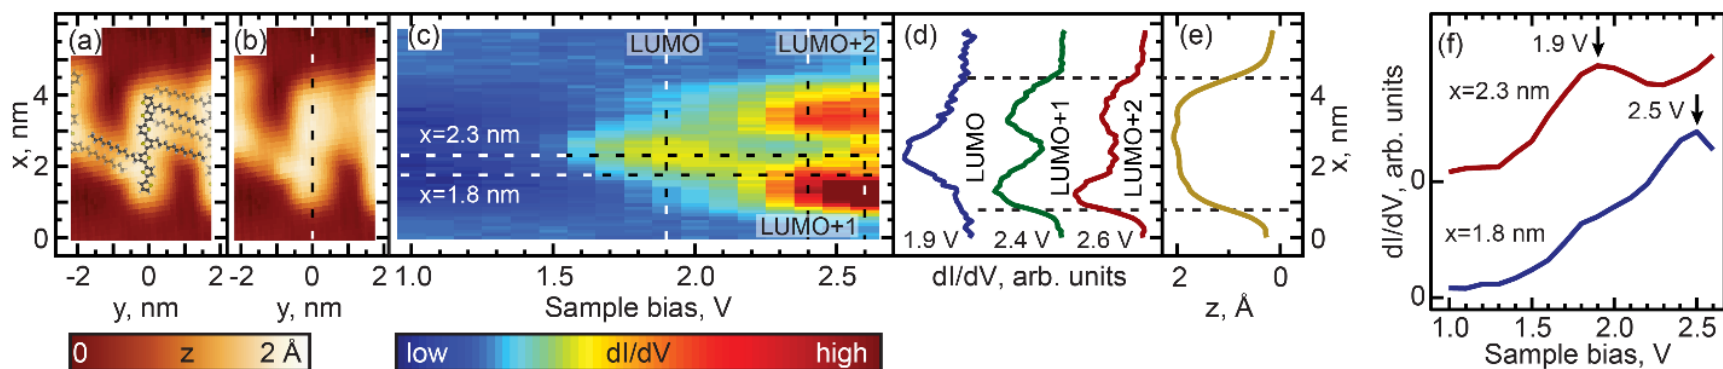 (a)
x, nm
4
2
0
-2
0
2
y, nm
0 z 2 Å
(b)
-2
0
2
y, nm
(c)
LUMO
LUMO+2
x=2.3 nm
x=1.8 nm
LUMO+1
1.0
1.5
2.0
2.5
Sample bias, V
low dI/dV high
(d)
LUMO
LUMO+1
LUMO+2
1.9 V
2.4 V
2.6 V
dI/dV, arb. units
(e)
4
2
0
x, nm
2
0
z, Å
(f)
1.9 V
x=2.3 nm
2.5 V
x=1.8 nm
0
0
dI/dV, arb. units
1.0
1.5
2.0
2.5
Sample bias, V